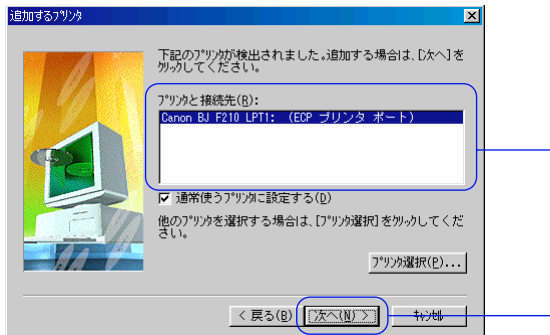 追加するﾌﾟﾘﾝﾀ
下記のﾌﾟﾘﾝﾀが検出されました。追加する場合は、[次へ]を
ｸﾘｯｸしてください。
ﾌﾟﾘﾝﾀと接続先(R):
Canon BJ F210 LPT1: (ECP プリンタ ポート)
通常使うﾌﾟﾘﾝﾀに設定する(D)
他のﾌﾟﾘﾝﾀを選択する場合は、[ﾌﾟﾘﾝﾀ選択]をｸﾘｯｸしてくだ
さい。
ﾌﾟﾘﾝﾀ選択(P)...
< 戻る(B)
次へ(N) >
ｷｬﾝｾﾙ